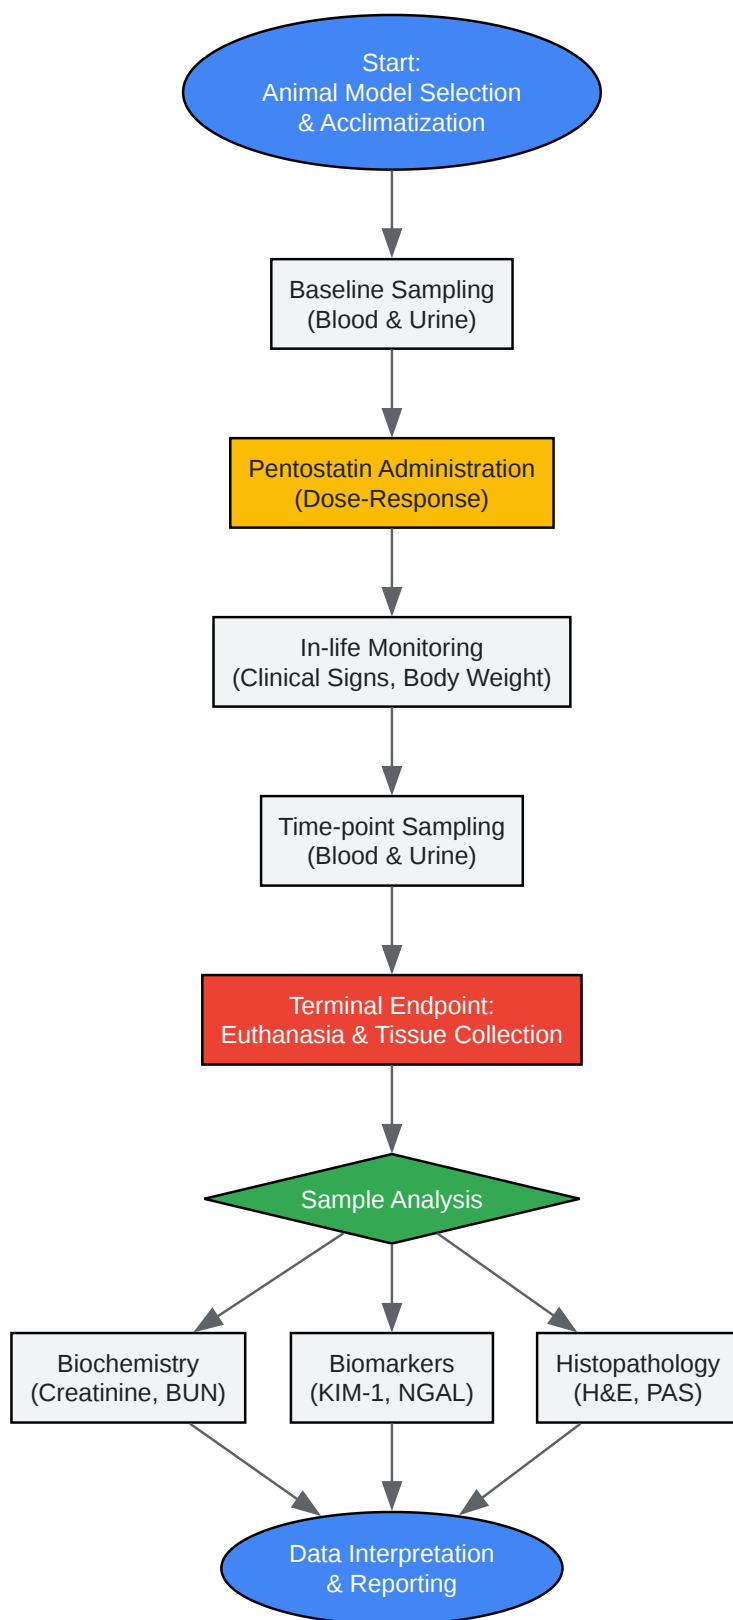 Start:
Animal Model Selection
& Acclimatization
Baseline Sampling
(Blood & Urine)
Pentostatin Administration
(Dose-Response)
In-life Monitoring
(Clinical Signs, Body Weight)
Time-point Sampling
(Blood & Urine)
Terminal Endpoint:
Euthanasia & Tissue Collection
Sample Analysis
Biochemistry
(Creatinine, BUN)
Biomarkers
(KIM-1, NGAL)
Histopathology
(H&E, PAS)
Data Interpretation
& Reporting